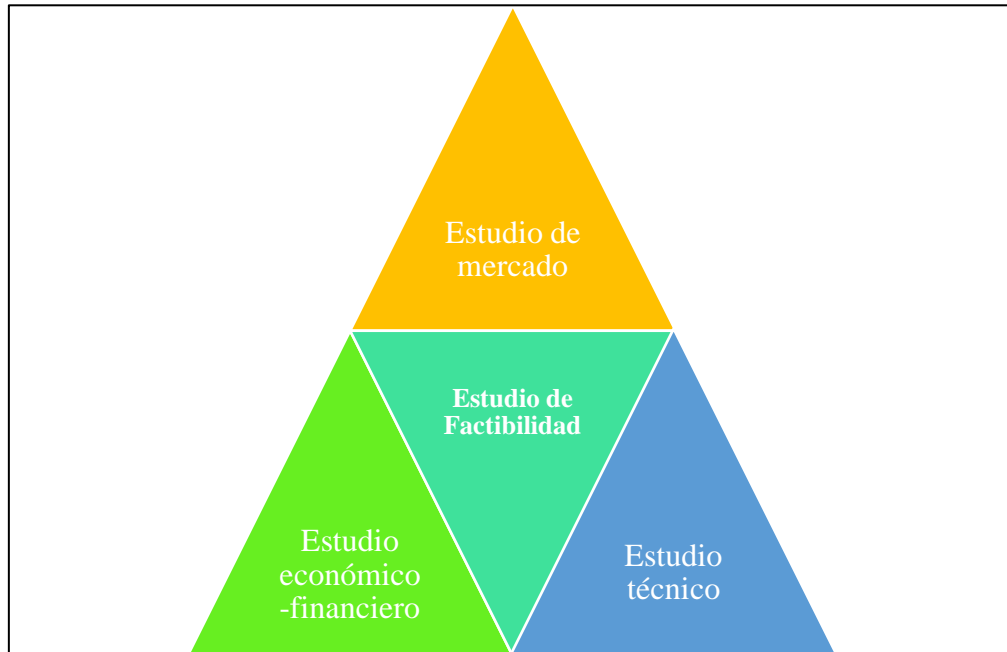 Estudio de
mercado
Estudio de
Factibilidad
Estudio
económico
-financiero
Estudio
técnico